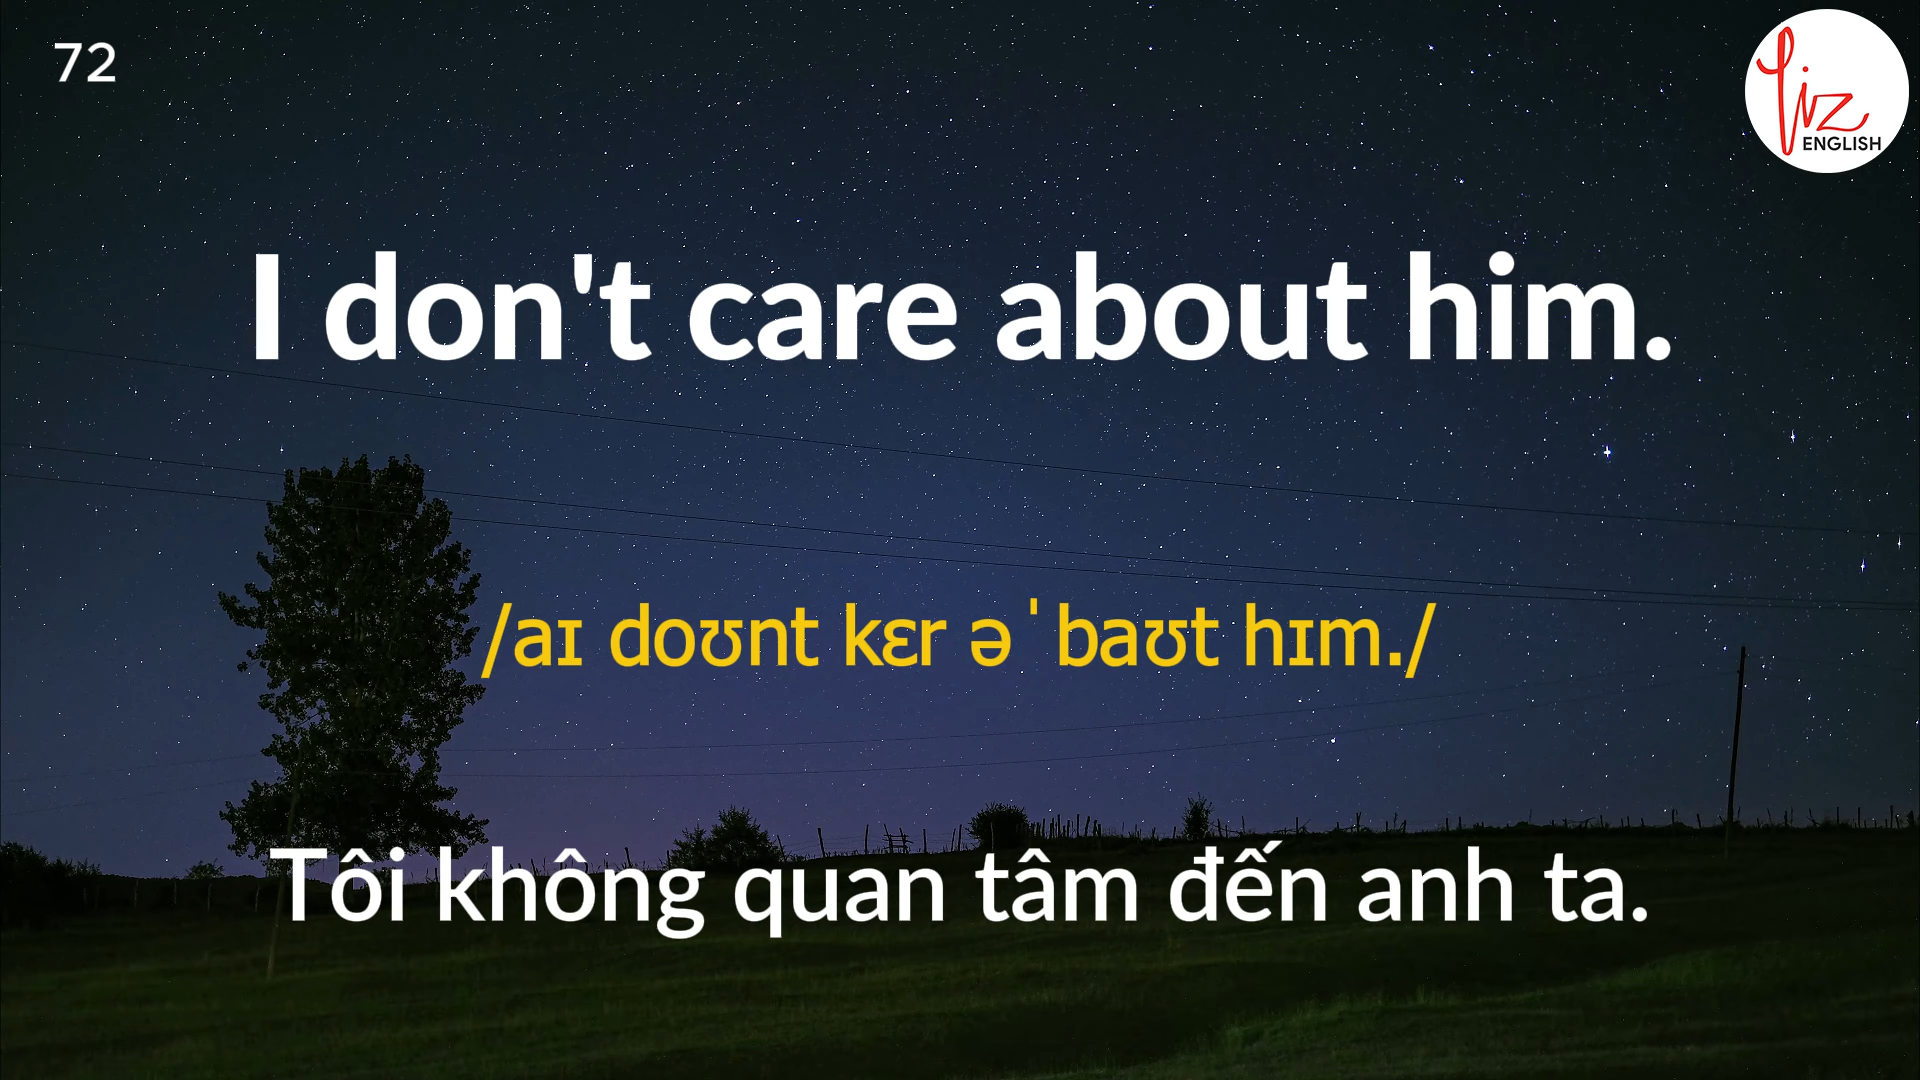 72
Liz
ENGLISH
I don't care about him.
/aɪ doʊnt kɛr əˈbaʊt hɪm./
Tôi không quan tâm đến anh ta.